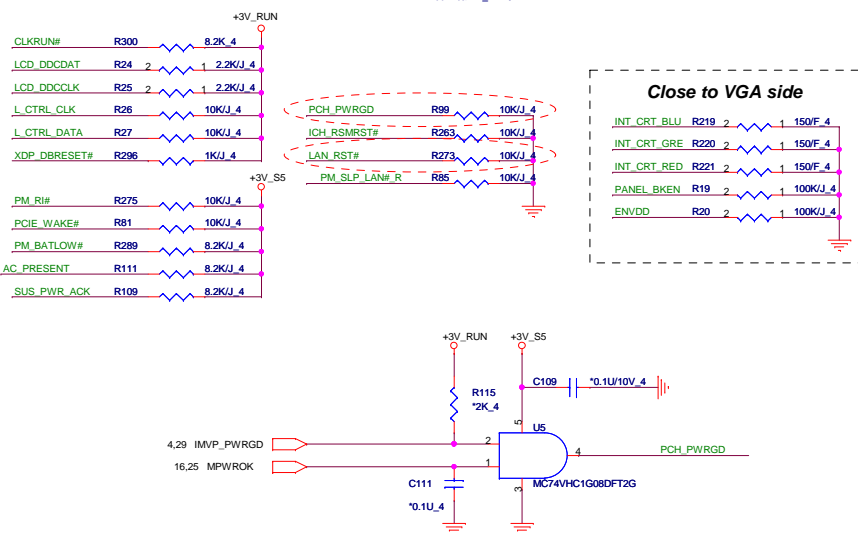 +3V_RUN
CLKRUN# R300 8.2K_4
LCD_DDCDAT R24 2 1 2.2K/J_4
LCD_DDCCLK R25 2 1 2.2K/J_4
L_CTRL_CLK R26 10K/J_4
L_CTRL_DATA R27 10K/J_4
XDP_DBRESET# R296 1K/J_4
+3V_S5
PM_RI# R275 10K/J_4
PCIE_WAKE# R81 10K/J_4
PM_BATLOW# R289 8.2K/J_4
AC_PRESENT R111 8.2K/J_4
SUS_PWR_ACK R109 8.2K/J_4
PCH_PWRGD R99 10K/J_4
ICH_RSMRST# R263 10K/J_4
LAN_RST# R273 10K/J_4
PM_SLP_LAN#_R R85 10K/J_4
Close to VGA side
INT_CRT_BLU R219 2 1 150/F_4
INT_CRT_GRE R220 2 1 150/F_4
INT_CRT_RED R221 2 1 150/F_4
PANEL_BKEN R19 2 1 100K/J_4
ENVDD R20 2 1 100K/J_4
+3V_RUN
+3V_S5
C109 *0.1U/10V_4
R115
*2K_4
5
U5
4,29 IMVP_PWRGD 2
4 PCH_PWRGD
16,25 MPWROK 1
C111
3
MC74VHC1G08DFT2G
*0.1U_4